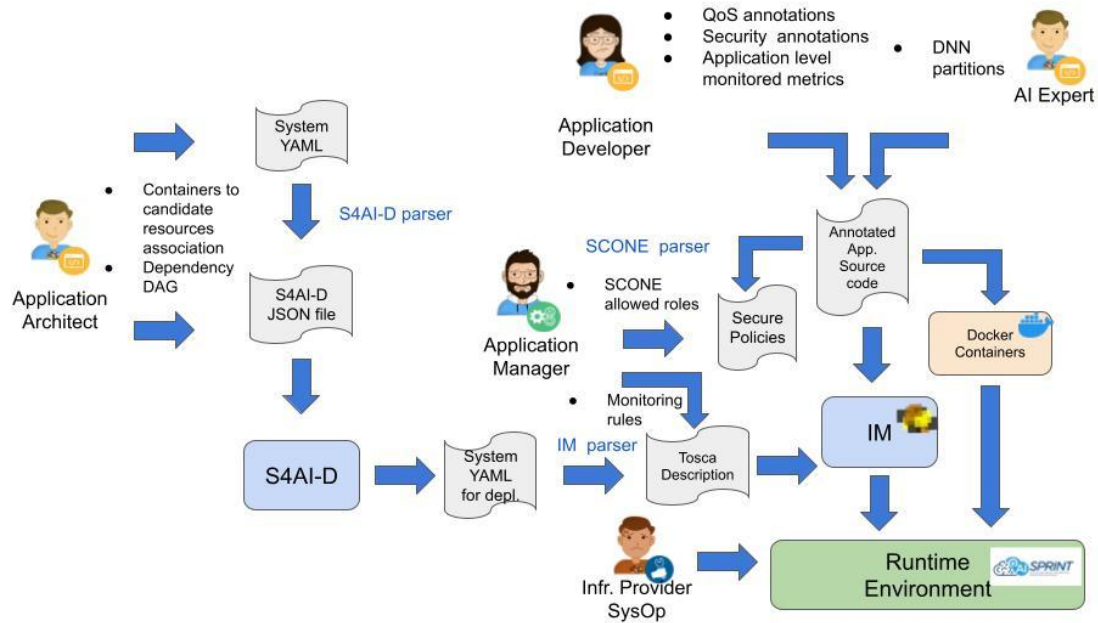 ● QoS annotations
● Security annotations
● Application level
monitored metrics
● DNN
partitions
AI Expert
Application
Developer
System
YAML
● Containers to
candidate
resources
association
● Dependency
DAG
S4AI-D parser
Application
Architect
S4AI-D
JSON file
SCONE parser
Annotated
App.
Source
code
● SCONE
allowed roles
Secure
Policies
Docker
Containers
Application
Manager
● Monitoring
rules
IM parser
IM
S4AI-D
System
YAML
for depl.
Tosca
Description
Infr. Provider
SysOp
Runtime
Environment
AI SPRINT